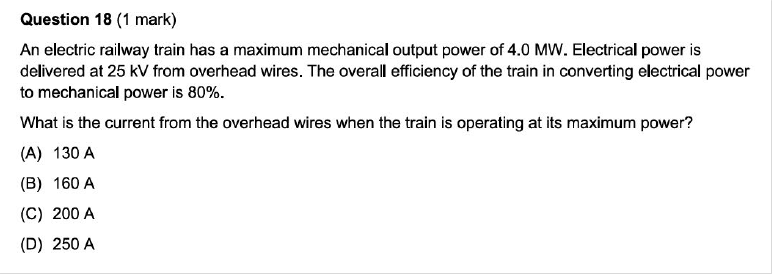 Question 18 (1 mark)
An electric railway train has a maximum mechanical output power of 4.0 MW. Electrical power is
delivered at 25 kV from overhead wires. The overall efficiency of the train in converting electrical power
to mechanical power is 80%.
What is the current from the overhead wires when the train is operating at its maximum power?
(A) 130 A
(B) 160 A
(C) 200 A
(D) 250 A